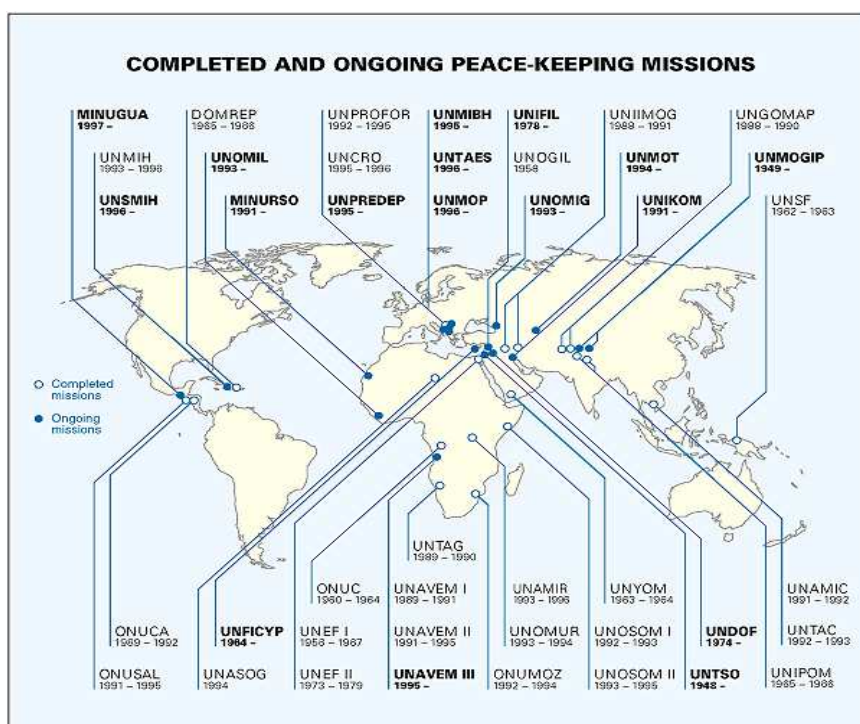 COMPLETED AND ONGOING PEACE-KEEPING MISSIONS
MINUGUA
1997 –
DOMREP
1965 – 1966
UNPROFOR
1992 – 1995
UNMIBH
1995 –
UNIFIL
1978 –
UNIIMOG
1988 – 1991
UNGOMAP
1988 – 1990
UNMIH
1993 – 1996
UNOMIL
1993 –
UNCRO
1995 – 1996
UNTAES
1996 –
UNOGIL
1958
UNMOT
1994 –
UNMOGIP
1949 –
UNSMIH
1996 –
MINURSO
1991 –
UNPREDEP
1995 –
UNMOP
1996 –
UNOMIG
1993 –
UNIKOM
1991 –
UNSF
1962 – 1963
Completed
missions
Ongoing
missions
UNTAG
1989 – 1990
ONUC
1960 – 1964
UNAVEM I
1989 – 1991
UNAMIR
1993 – 1996
UNYOM
1963 – 1964
UNAMIC
1991 – 1992
ONUCA
1989 – 1992
UNFICYP
1964 –
UNEF I
1956 – 1967
UNAVEM II
1991 – 1995
UNOMUR
1993 – 1994
UNOSOM I
1992 – 1993
UNDOF
1974 –
UNTAC
1992 – 1993
ONUSAL
1991 – 1995
UNASOG
1994
UNEF II
1973 – 1979
UNAVEM III
1995 –
ONUMOZ
1992 – 1994
UNOSOM II
1993 – 1995
UNTSO
1948 –
UNIPOM
1965 – 1966